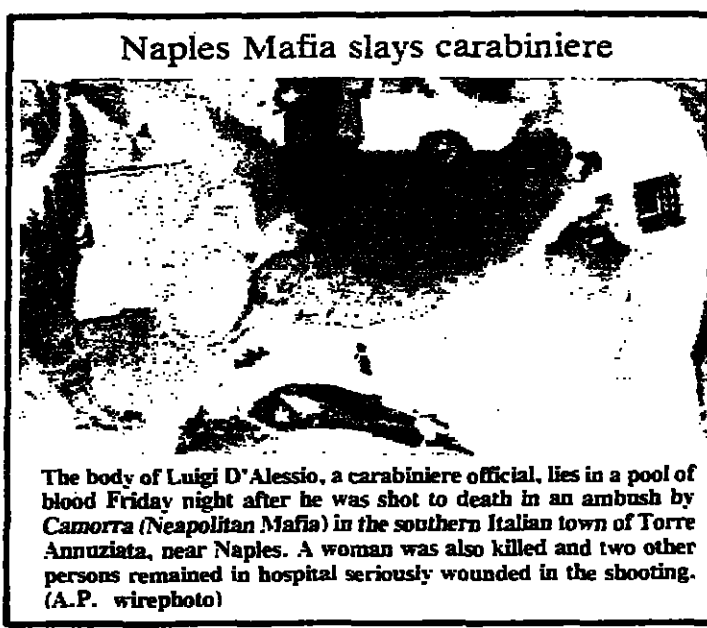 Naples Mafia slays carabiniere
The body of Luigi D'Alessio, a carabiniere official, lies in a pool of
blood Friday night after he was shot to death in an ambush by
Camorra (Neapolitan Mafia) in the southern Italian town of Torre
Annuziata, near Naples. A woman was also killed and two other
persons remained in hospital seriously wounded in the shooting.
(A.P. wirephoto)